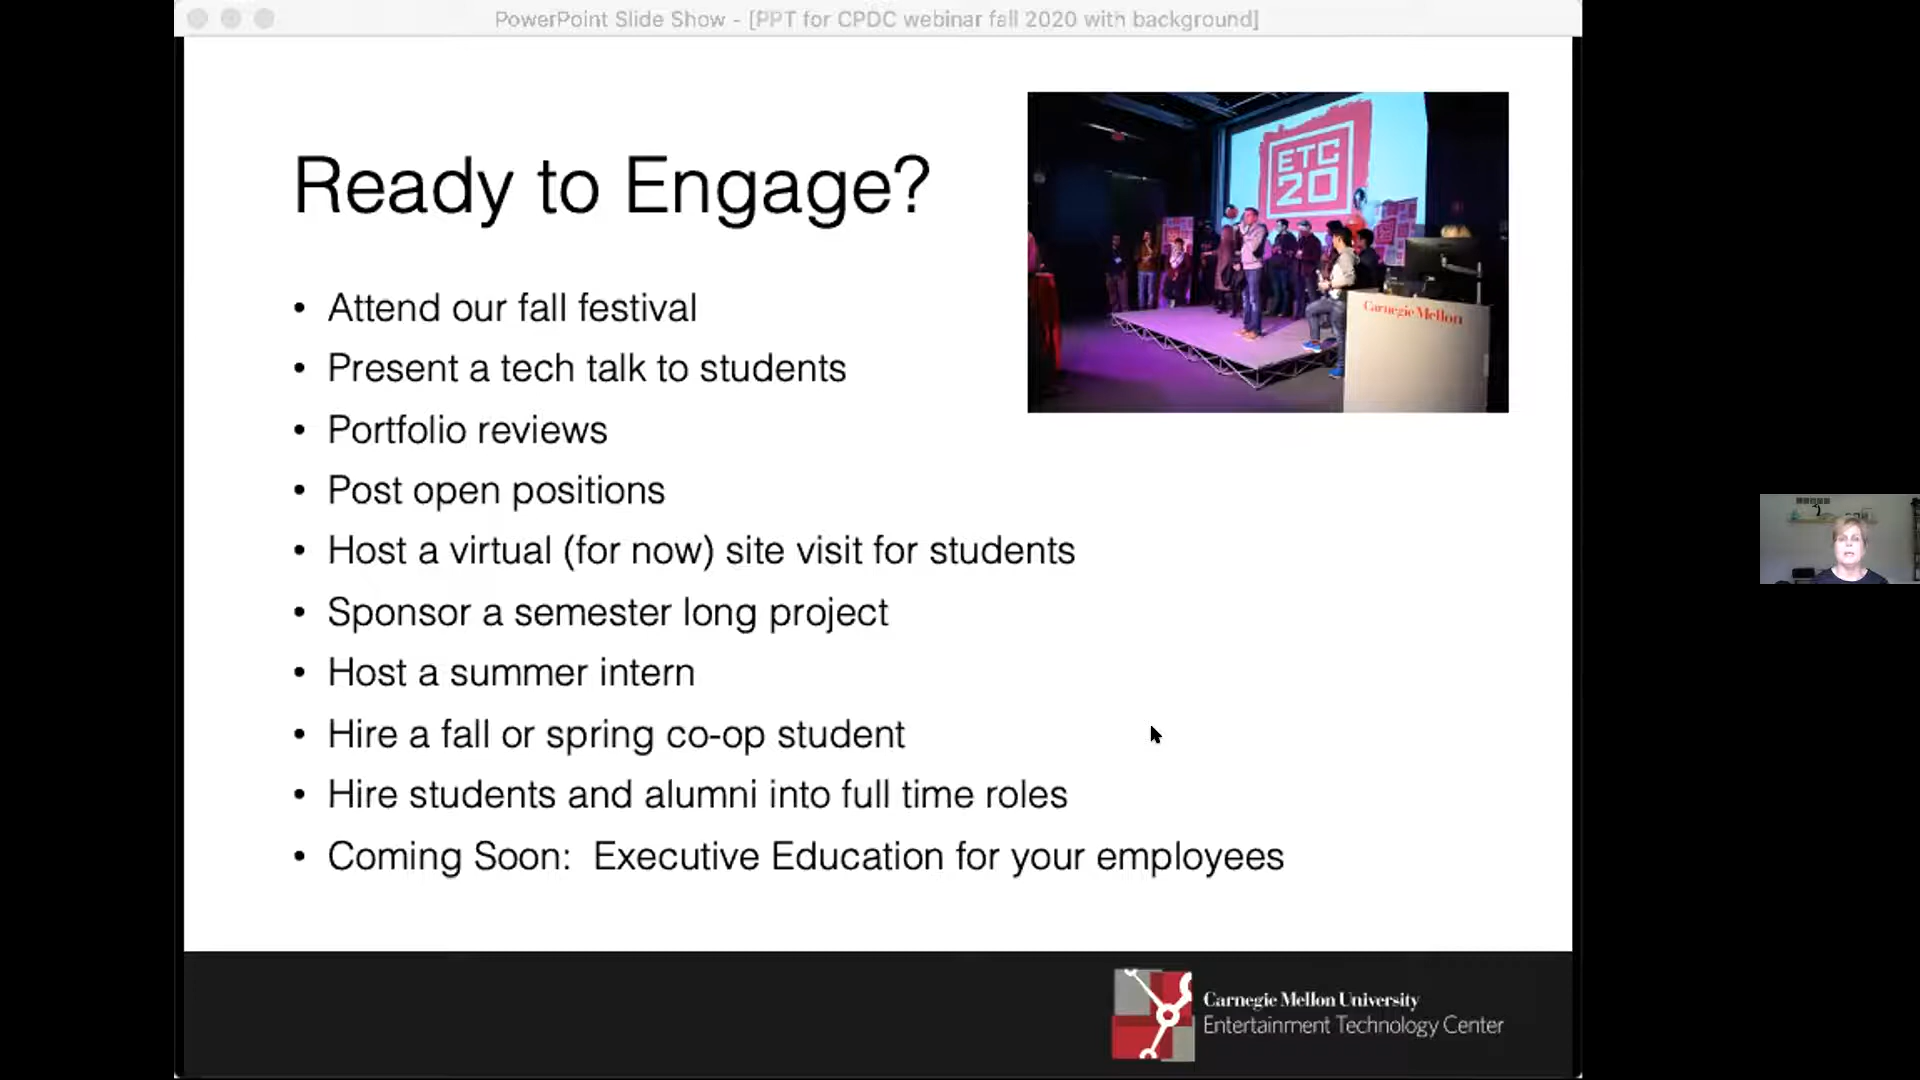 PowerPoint Slide Show - [PPT for CPDC webinar fall 2020 with background]
Ready to Engage?
ETC
20
Carnegie Mellon
• Attend our fall festival
• Present a tech talk to students
• Portfolio reviews
• Post open positions
• Host a virtual (for now) site visit for students
• Sponsor a semester long project
• Host a summer intern
• Hire a fall or spring co-op student
• Hire students and alumni into full time roles
• Coming Soon:  Executive Education for your employees
Carnegie Mellon University
Entertainment Technology Center